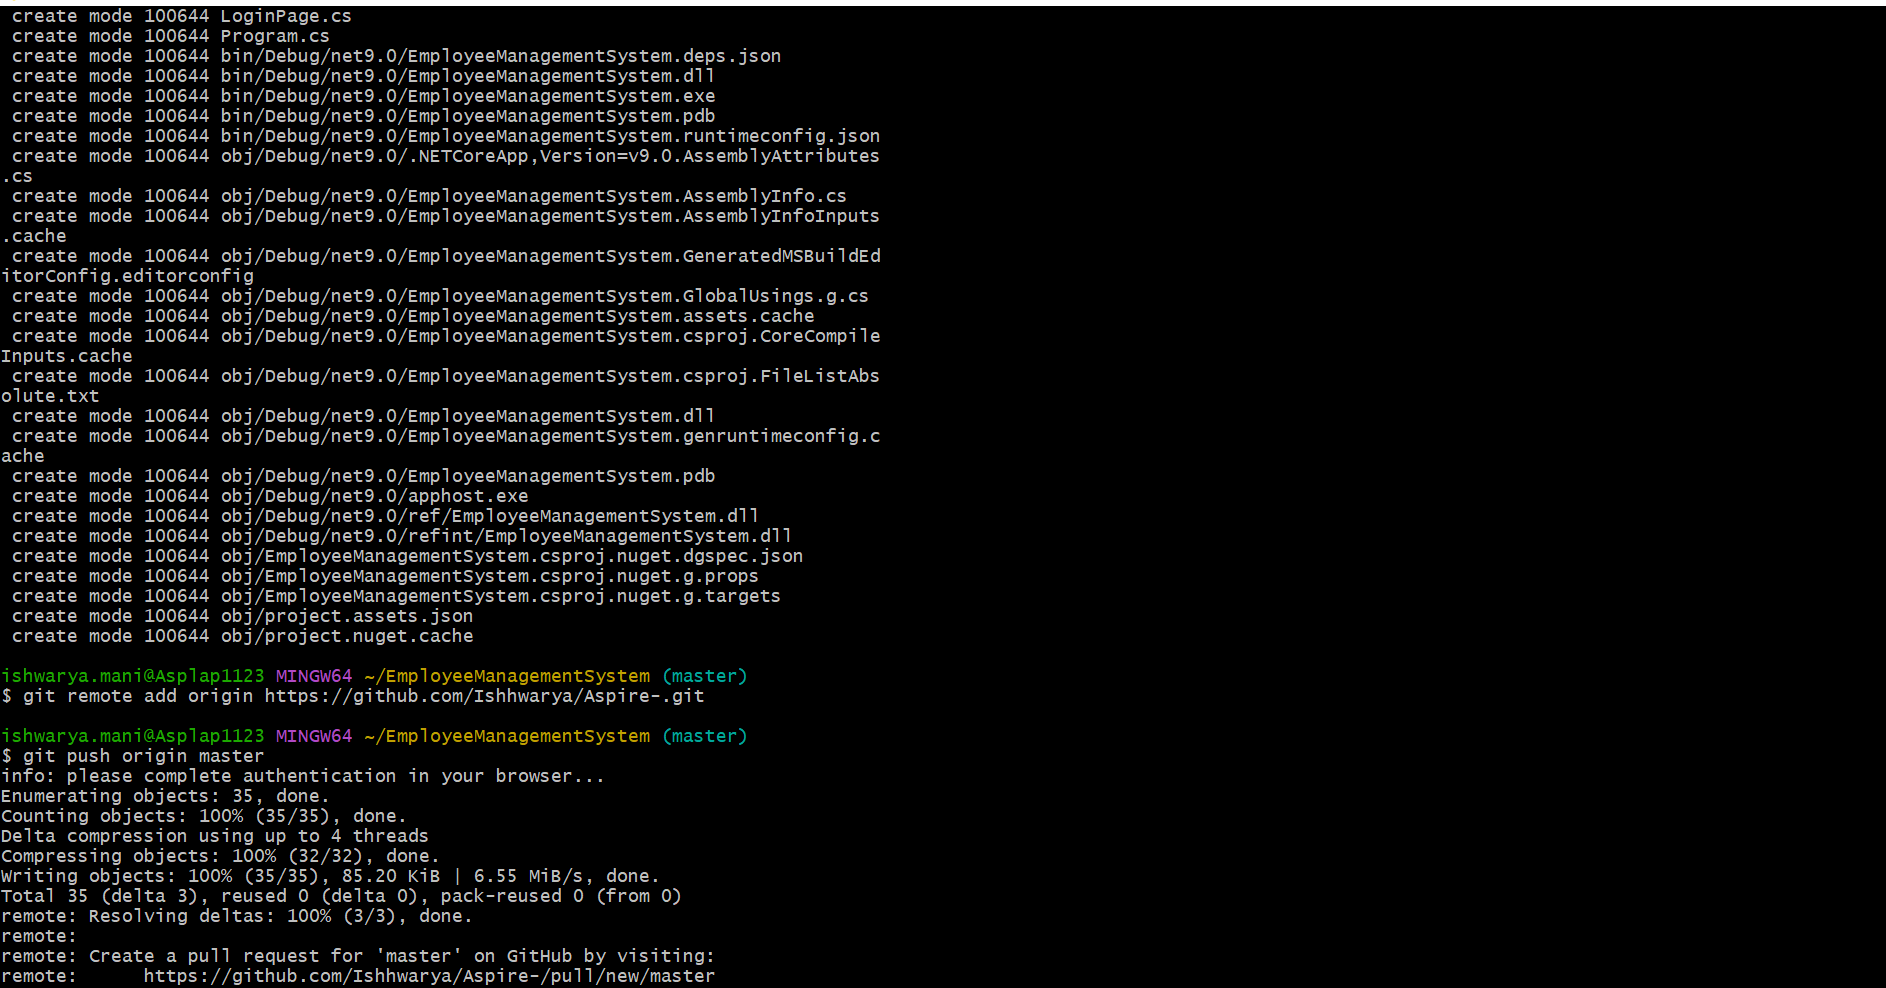 create mode 100644 LoginPage.cs
create mode 100644 Program.cs
create mode 100644 bin/Debug/net9.0/EmployeeManagementSystem.deps.json
create mode 100644 bin/Debug/net9.0/EmployeeManagementSystem.dll
create mode 100644 bin/Debug/net9.0/EmployeeManagementSystem.exe
create mode 100644 bin/Debug/net9.0/EmployeeManagementSystem.pdb
create mode 100644 bin/Debug/net9.0/EmployeeManagementSystem.runtimeconfig.json
create mode 100644 obj/Debug/net9.0/.NETCoreApp,Version=v9.0.AssemblyAttributes
.cs
create mode 100644 obj/Debug/net9.0/EmployeeManagementSystem.AssemblyInfo.cs
create mode 100644 obj/Debug/net9.0/EmployeeManagementSystem.AssemblyInfoInputs
.cache
create mode 100644 obj/Debug/net9.0/EmployeeManagementSystem.GeneratedMSBuildEd
itorConfig.editorconfig
create mode 100644 obj/Debug/net9.0/EmployeeManagementSystem.GlobalUsings.g.cs
create mode 100644 obj/Debug/net9.0/EmployeeManagementSystem.assets.cache
create mode 100644 obj/Debug/net9.0/EmployeeManagementSystem.csproj.CoreCompile
Inputs.cache
create mode 100644 obj/Debug/net9.0/EmployeeManagementSystem.csproj.FileListAbs
olute.txt
create mode 100644 obj/Debug/net9.0/EmployeeManagementSystem.dll
create mode 100644 obj/Debug/net9.0/EmployeeManagementSystem.genruntimeconfig.c
ache
create mode 100644 obj/Debug/net9.0/EmployeeManagementSystem.pdb
create mode 100644 obj/Debug/net9.0/apphost.exe
create mode 100644 obj/Debug/net9.0/ref/EmployeeManagementSystem.dll
create mode 100644 obj/Debug/net9.0/refint/EmployeeManagementSystem.dll
create mode 100644 obj/EmployeeManagementSystem.csproj.nuget.dgspec.json
create mode 100644 obj/EmployeeManagementSystem.csproj.nuget.g.props
create mode 100644 obj/EmployeeManagementSystem.csproj.nuget.g.targets
create mode 100644 obj/project.assets.json
create mode 100644 obj/project.nuget.cache
ishwarya.mani@Asplap1123 MINGW64 ~/EmployeeManagementSystem (master)
$ git remote add origin https://github.com/Ishhwarya/Aspire-.git
ishwarya.mani@Asplap1123 MINGW64 ~/EmployeeManagementSystem (master)
$ git push origin master
info: please complete authentication in your browser...
Enumerating objects: 35, done.
Counting objects: 100% (35/35), done.
Delta compression using up to 4 threads
Compressing objects: 100% (32/32), done.
Writing objects: 100% (35/35), 85.20 KiB | 6.55 MiB/s, done.
Total 35 (delta 3), reused 0 (delta 0), pack-reused 0 (from 0)
remote: Resolving deltas: 100% (3/3), done.
remote:
remote: Create a pull request for 'master' on GitHub by visiting:
remote:      https://github.com/Ishhwarya/Aspire-/pull/new/master